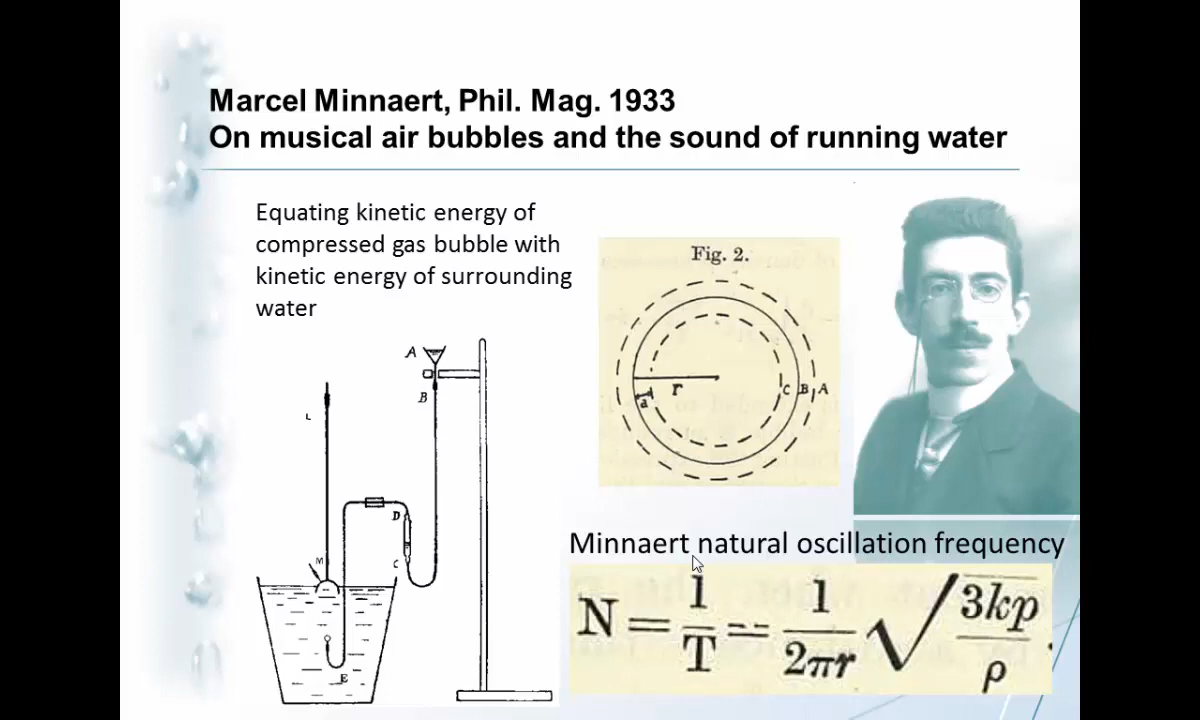 Marcel Minnaert, Phil. Mag. 1933
On musical air bubbles and the sound of running water
Equating kinetic energy of
compressed gas bubble with
kinetic energy of surrounding
water
Fig. 2.
r
a
C B A
A
B
L
D
C
M
E
Minnaert natural oscillation frequency
N = 1/T = 1/2πr √3kp/ρ .